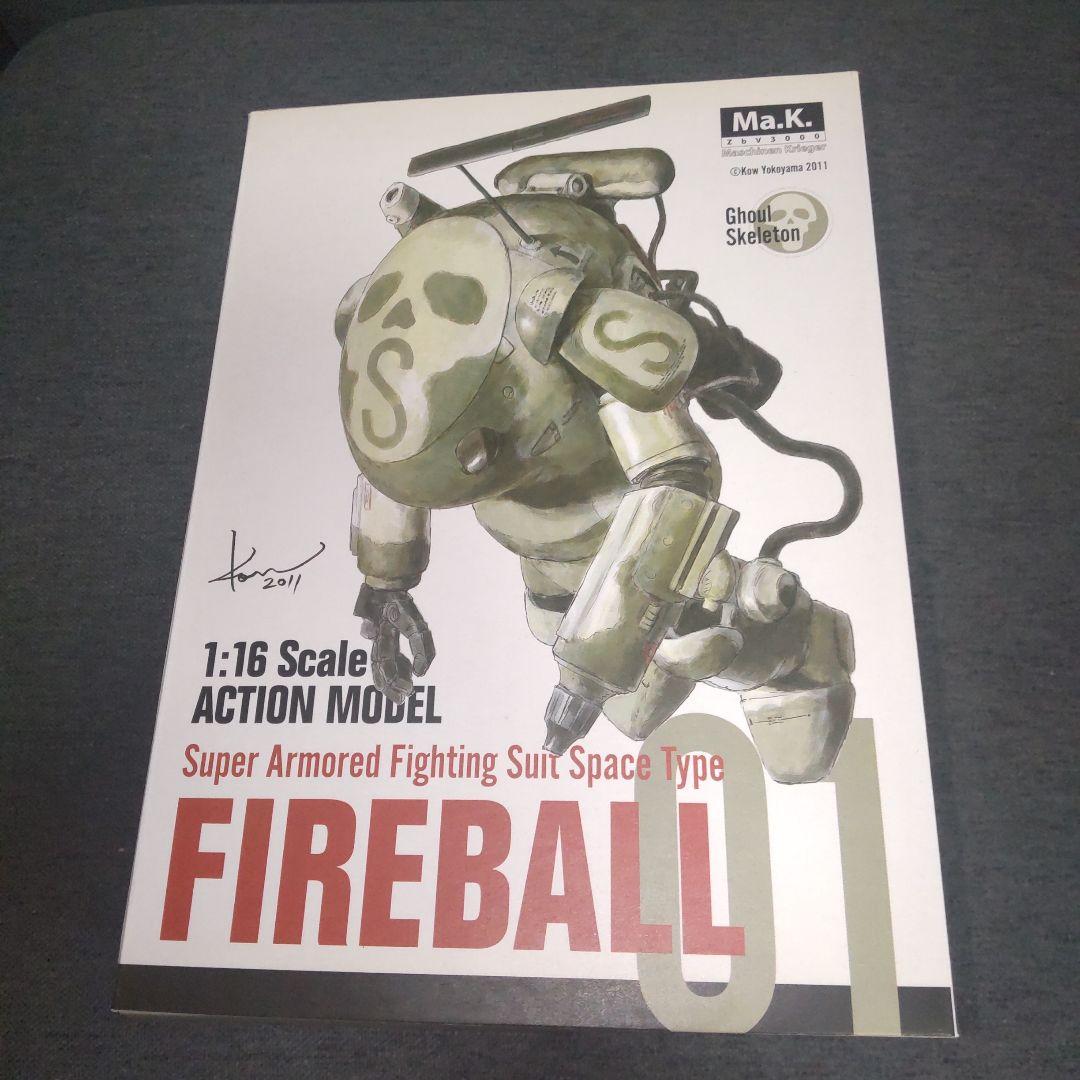 Ma.K.
ZbV3000
Maschinen Krieger
©Kow Yokoyama 2011
Ghoul
Skeleton
S
S
Kow
2011
1:16 Scale
ACTION MODEL
Super Armored Fighting Suit Space Type
FIREBALL
01